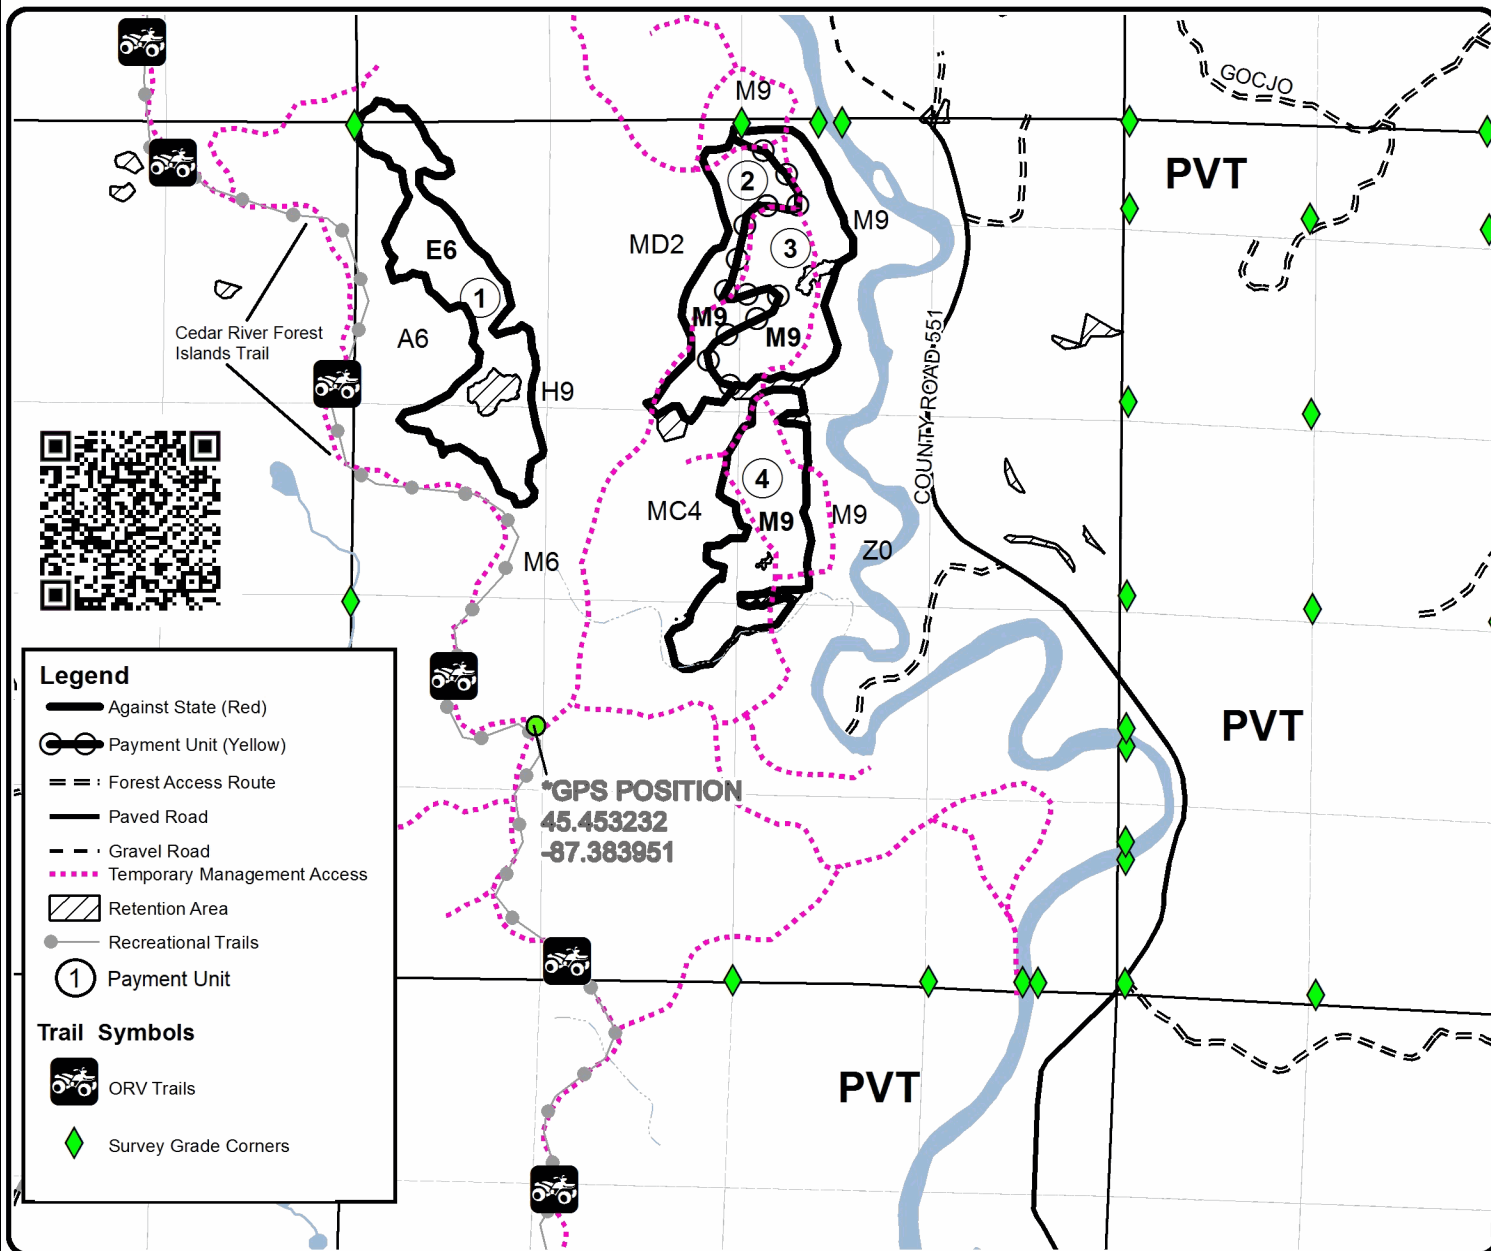 M9
GOCJO
PVT
2
M9
MD2
3
E6
1
Cedar River Forest
Islands Trail
A6
M9
M9
COUNTY ROAD 551
H9
4
MC4
M9
M9
Z0
M6
PVT
*GPS POSITION
45.453232
-87.383951
PVT
Legend
Against State (Red)
Payment Unit (Yellow)
Forest Access Route
Paved Road
Gravel Road
Temporary Management Access
Retention Area
Recreational Trails
1 Payment Unit
Trail Symbols
ORV Trails
Survey Grade Corners